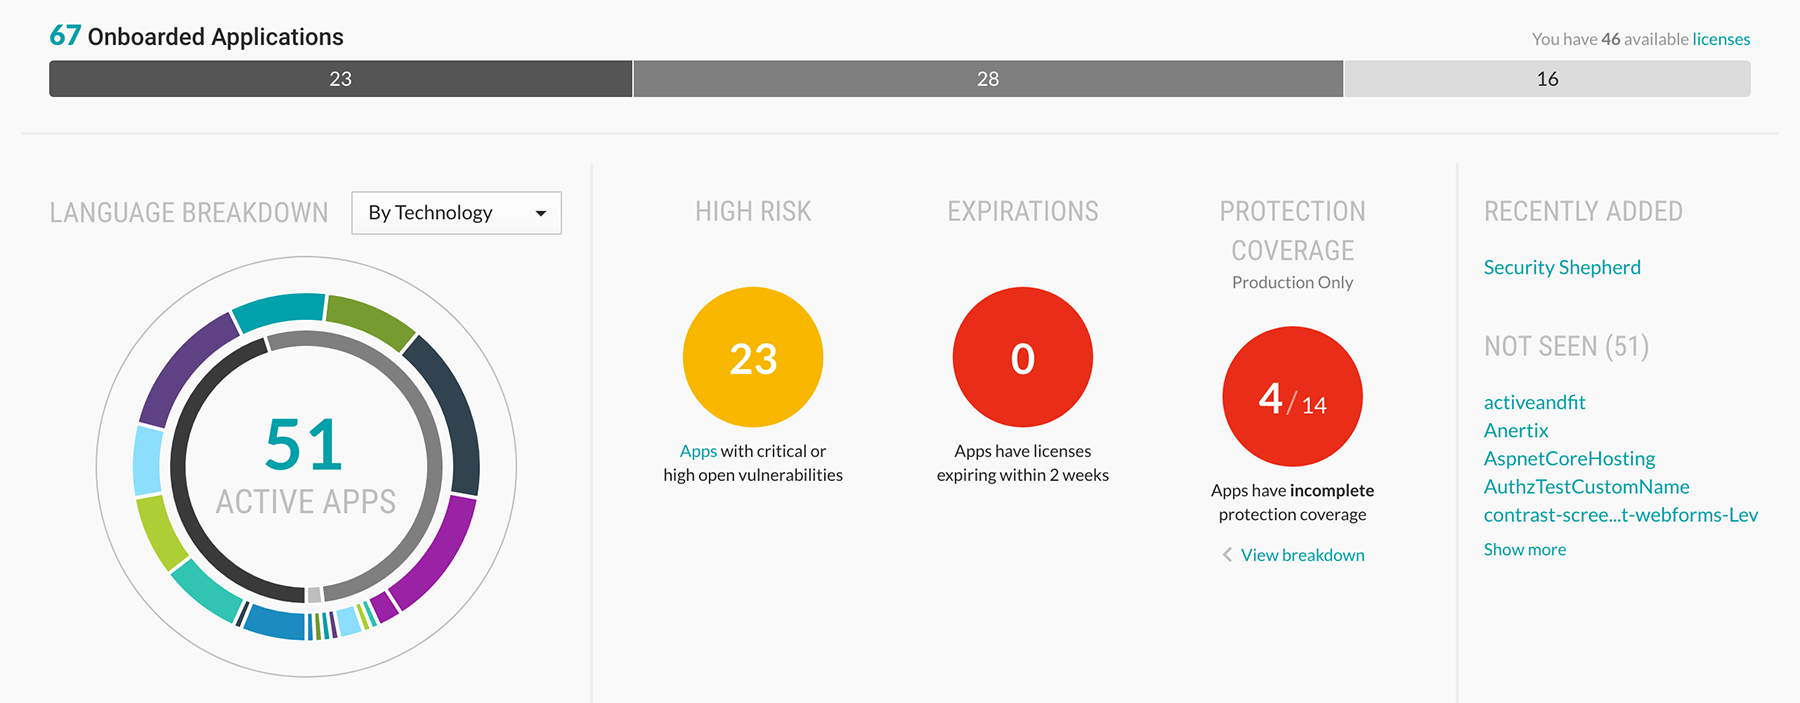 67 Onboarded Applications
You have 46 available licenses
23
28
16
LANGUAGE BREAKDOWN
By Technology
51
ACTIVE APPS
HIGH RISK
23
Apps with critical or
high open vulnerabilities
EXPIRATIONS
0
Apps have licenses
expiring within 2 weeks
PROTECTION
COVERAGE
Production Only
4/14
Apps have incomplete
protection coverage
View breakdown
RECENTLY ADDED
Security Shepherd
NOT SEEN (51)
activeandfit
Anertix
AspnetCoreHosting
AuthzTestCustomName
contrast-scree...t-webforms-Lev
Show more